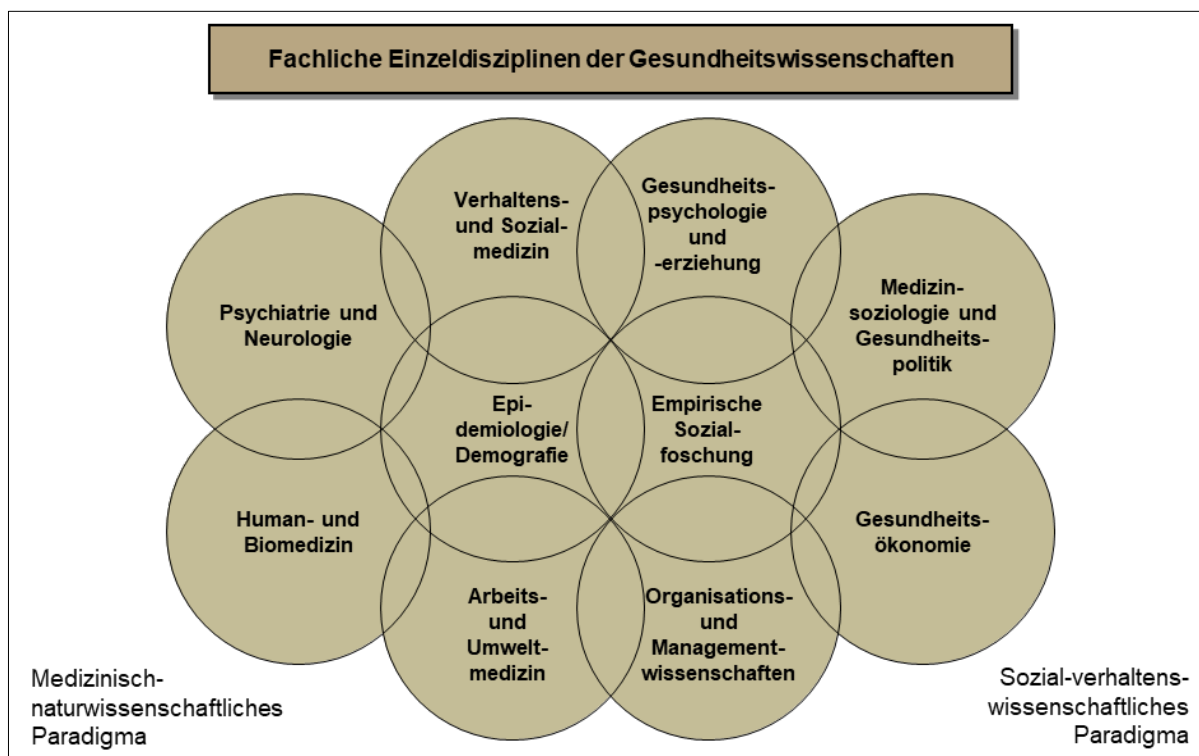 Fachliche Einzeldisziplinen der Gesundheitswissenschaften
Verhaltens-
und Sozial-
medizin
Gesundheits-
psychologie
und
-erziehung
Psychiatrie und
Neurologie
Medizin-
soziologie und
Gesundheits-
politik
Epi-
demiologie/
Demografie
Empirische
Sozial-
foschung
Human- und
Biomedizin
Gesundheits-
ökonomie
Arbeits-
und
Umwelt-
medizin
Organisations-
und
Management-
wissenschaften
Medizinisch-
naturwissenschaftliches
Paradigma
Sozial-verhaltens-
wissenschaftliches
Paradigma